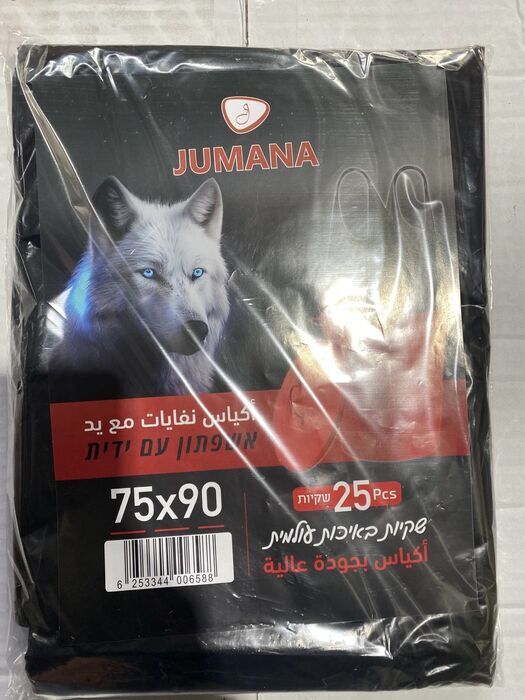 JUMANA
أكياس نفايات مع يد
אשפתון עם ידית
75x90
25 Pcs שקיות
שקיות באיכות עולמית
أكياس بجودة عالية
6 253344 006588